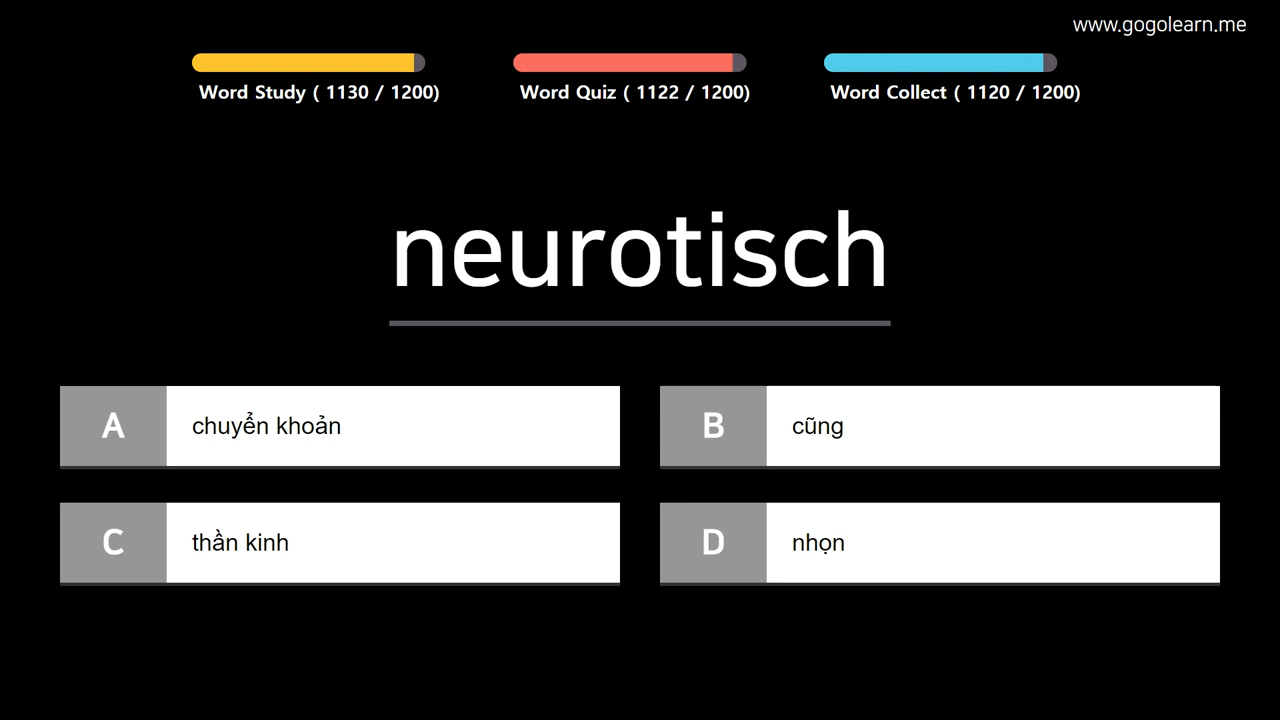 www.gogolearn.me
Word Study ( 1130 / 1200)
Word Quiz ( 1122 / 1200)
Word Collect ( 1120 / 1200)
neurotisch
A chuyển khoản
B cũng
C thần kinh
D nhọn